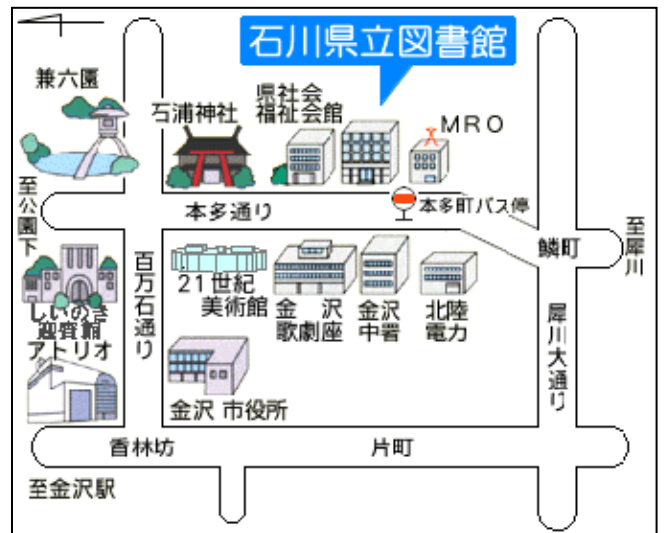 石川県立図書館
兼六園
石浦神社
県社会
福祉会館
MRO
至公園下
本多通り
本多町バス停
至犀川
鱗町
しいのき
迎賓館
百万石通り
21世紀
美術館
金 沢
歌劇座
金沢
中署
北陸
電力
犀川大通り
アトリオ
金沢 市役所
香林坊
片町
至金沢駅